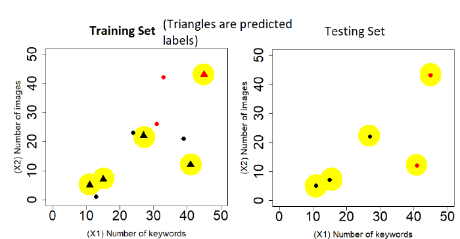 Training Set (Triangles are predicted
labels)
Testing Set
50
40
30
20
10
0
(X2) Number of images
0 10 20 30 40 50
(X1) Number of keywords
50
40
30
20
10
0
(X2) Number of images
0 10 20 30 40 50
(X1) Number of keywords